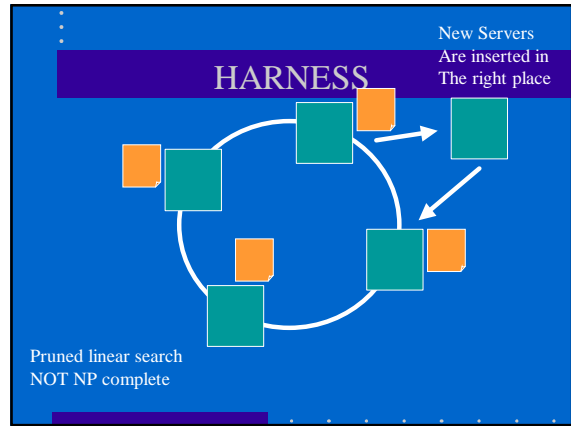 New Servers
Are inserted in
The right place
HARNESS
Pruned linear search
NOT NP complete